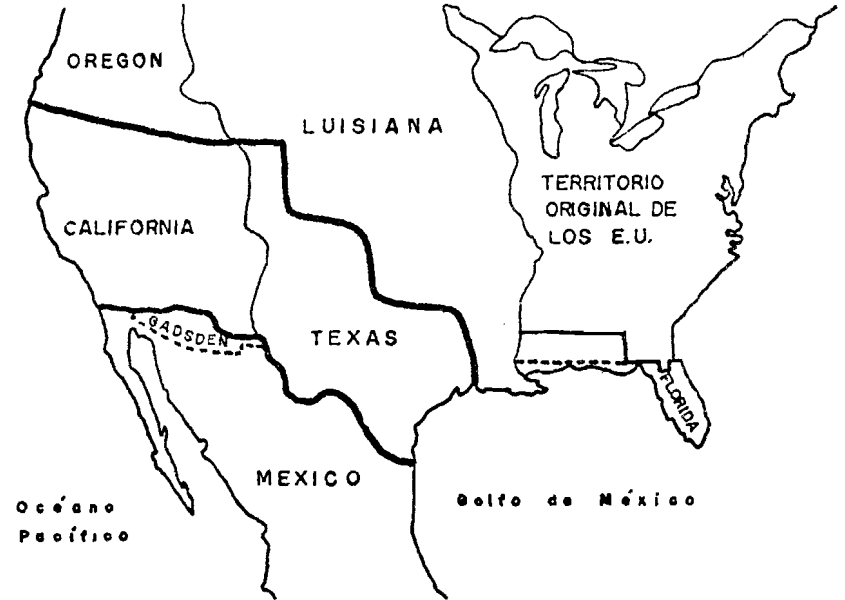 OREGON
LUISIANA
TERRITORIO
ORIGINAL DE
LOS E.U.
CALIFORNIA
GADSDEN
TEXAS
FLORIDA
MEXICO
Océano
Pacífico
Golfo de México